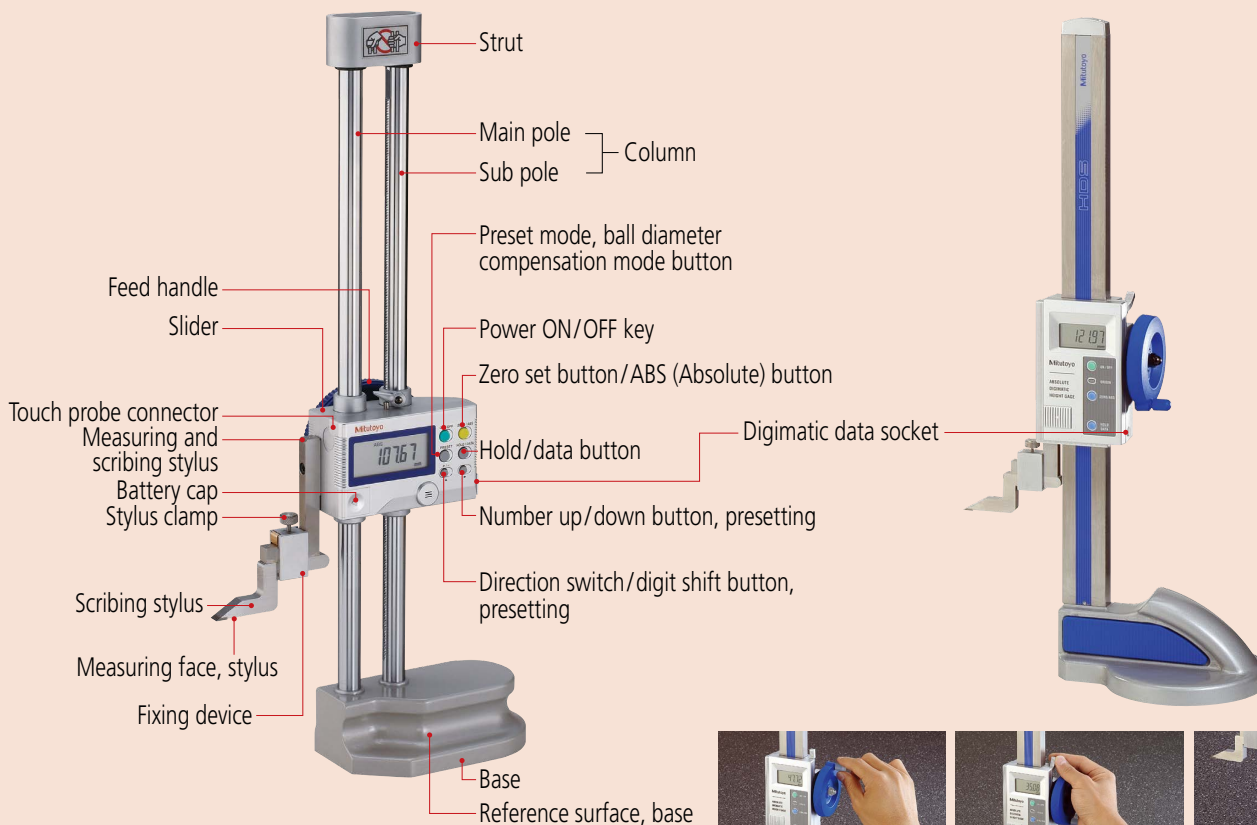 Strut
Main pole
Column
Sub pole
Preset mode, ball diameter
compensation mode button
Feed handle
Slider
Power ON/OFF key
Zero set button/ABS (Absolute) button
Touch probe connector
Measuring and
scribing stylus
Battery cap
Stylus clamp
Hold/data button
Digimatic data socket
Number up/down button, presetting
Direction switch/digit shift button,
presetting
Scribing stylus
Measuring face, stylus
Fixing device
Base
Reference surface, base
Mitutoyo
107.67
Mitutoyo
HDS
121.97
Mitutoyo
ABSOLUTE
DIGIMATIC
HEIGHT GAGE
Mitutoyo
Mitutoyo